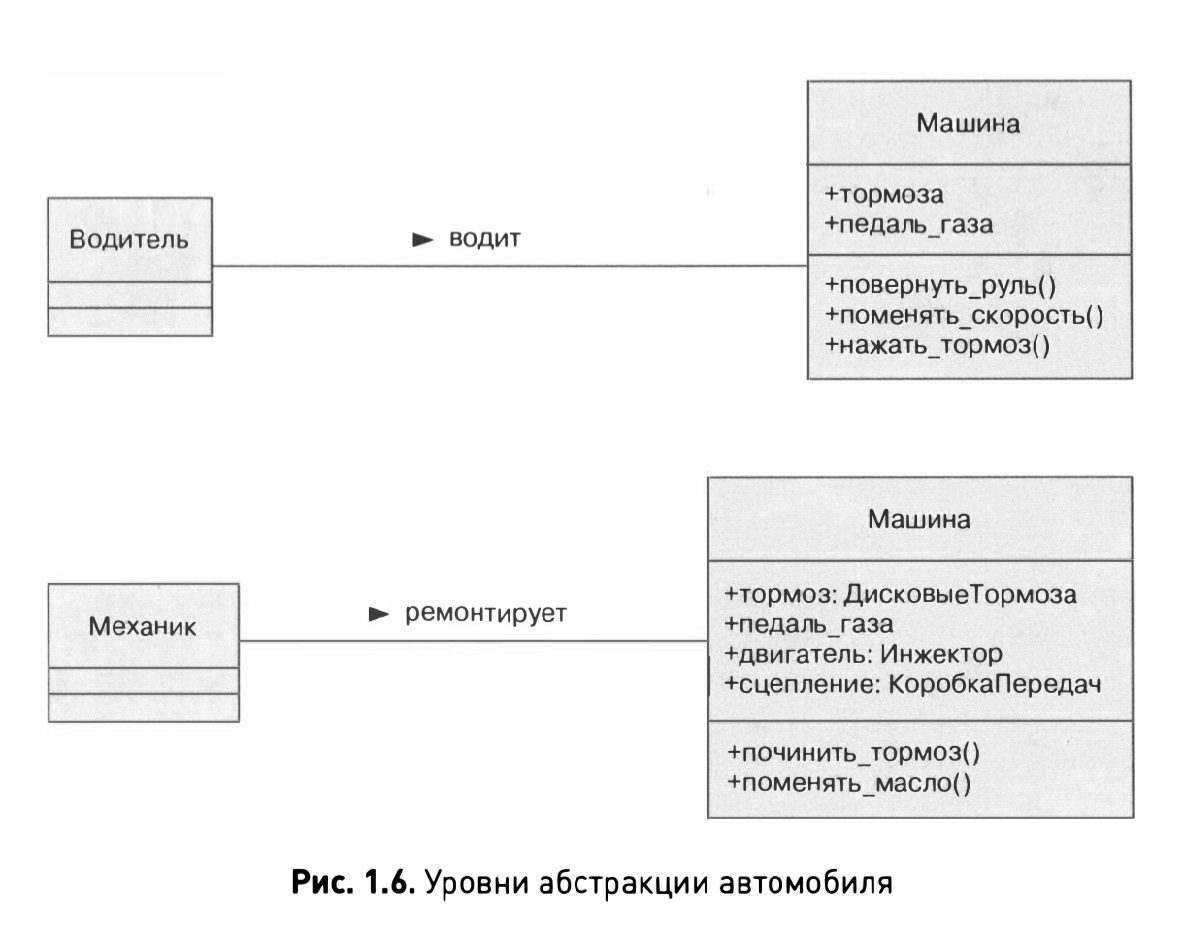 Машина
+тормоза
+педаль_газа
Водитель
► водит
+повернуть_руль()
+поменять_скорость()
+нажать_тормоз()
Машина
+тормоз: ДисковыеТормоза
+педаль_газа
+двигатель: Инжектор
+сцепление: КоробкаПередач
Механик
► ремонтирует
+починить_тормоз()
+поменять_масло()
Рис. 1.6. Уровни абстракции автомобиля